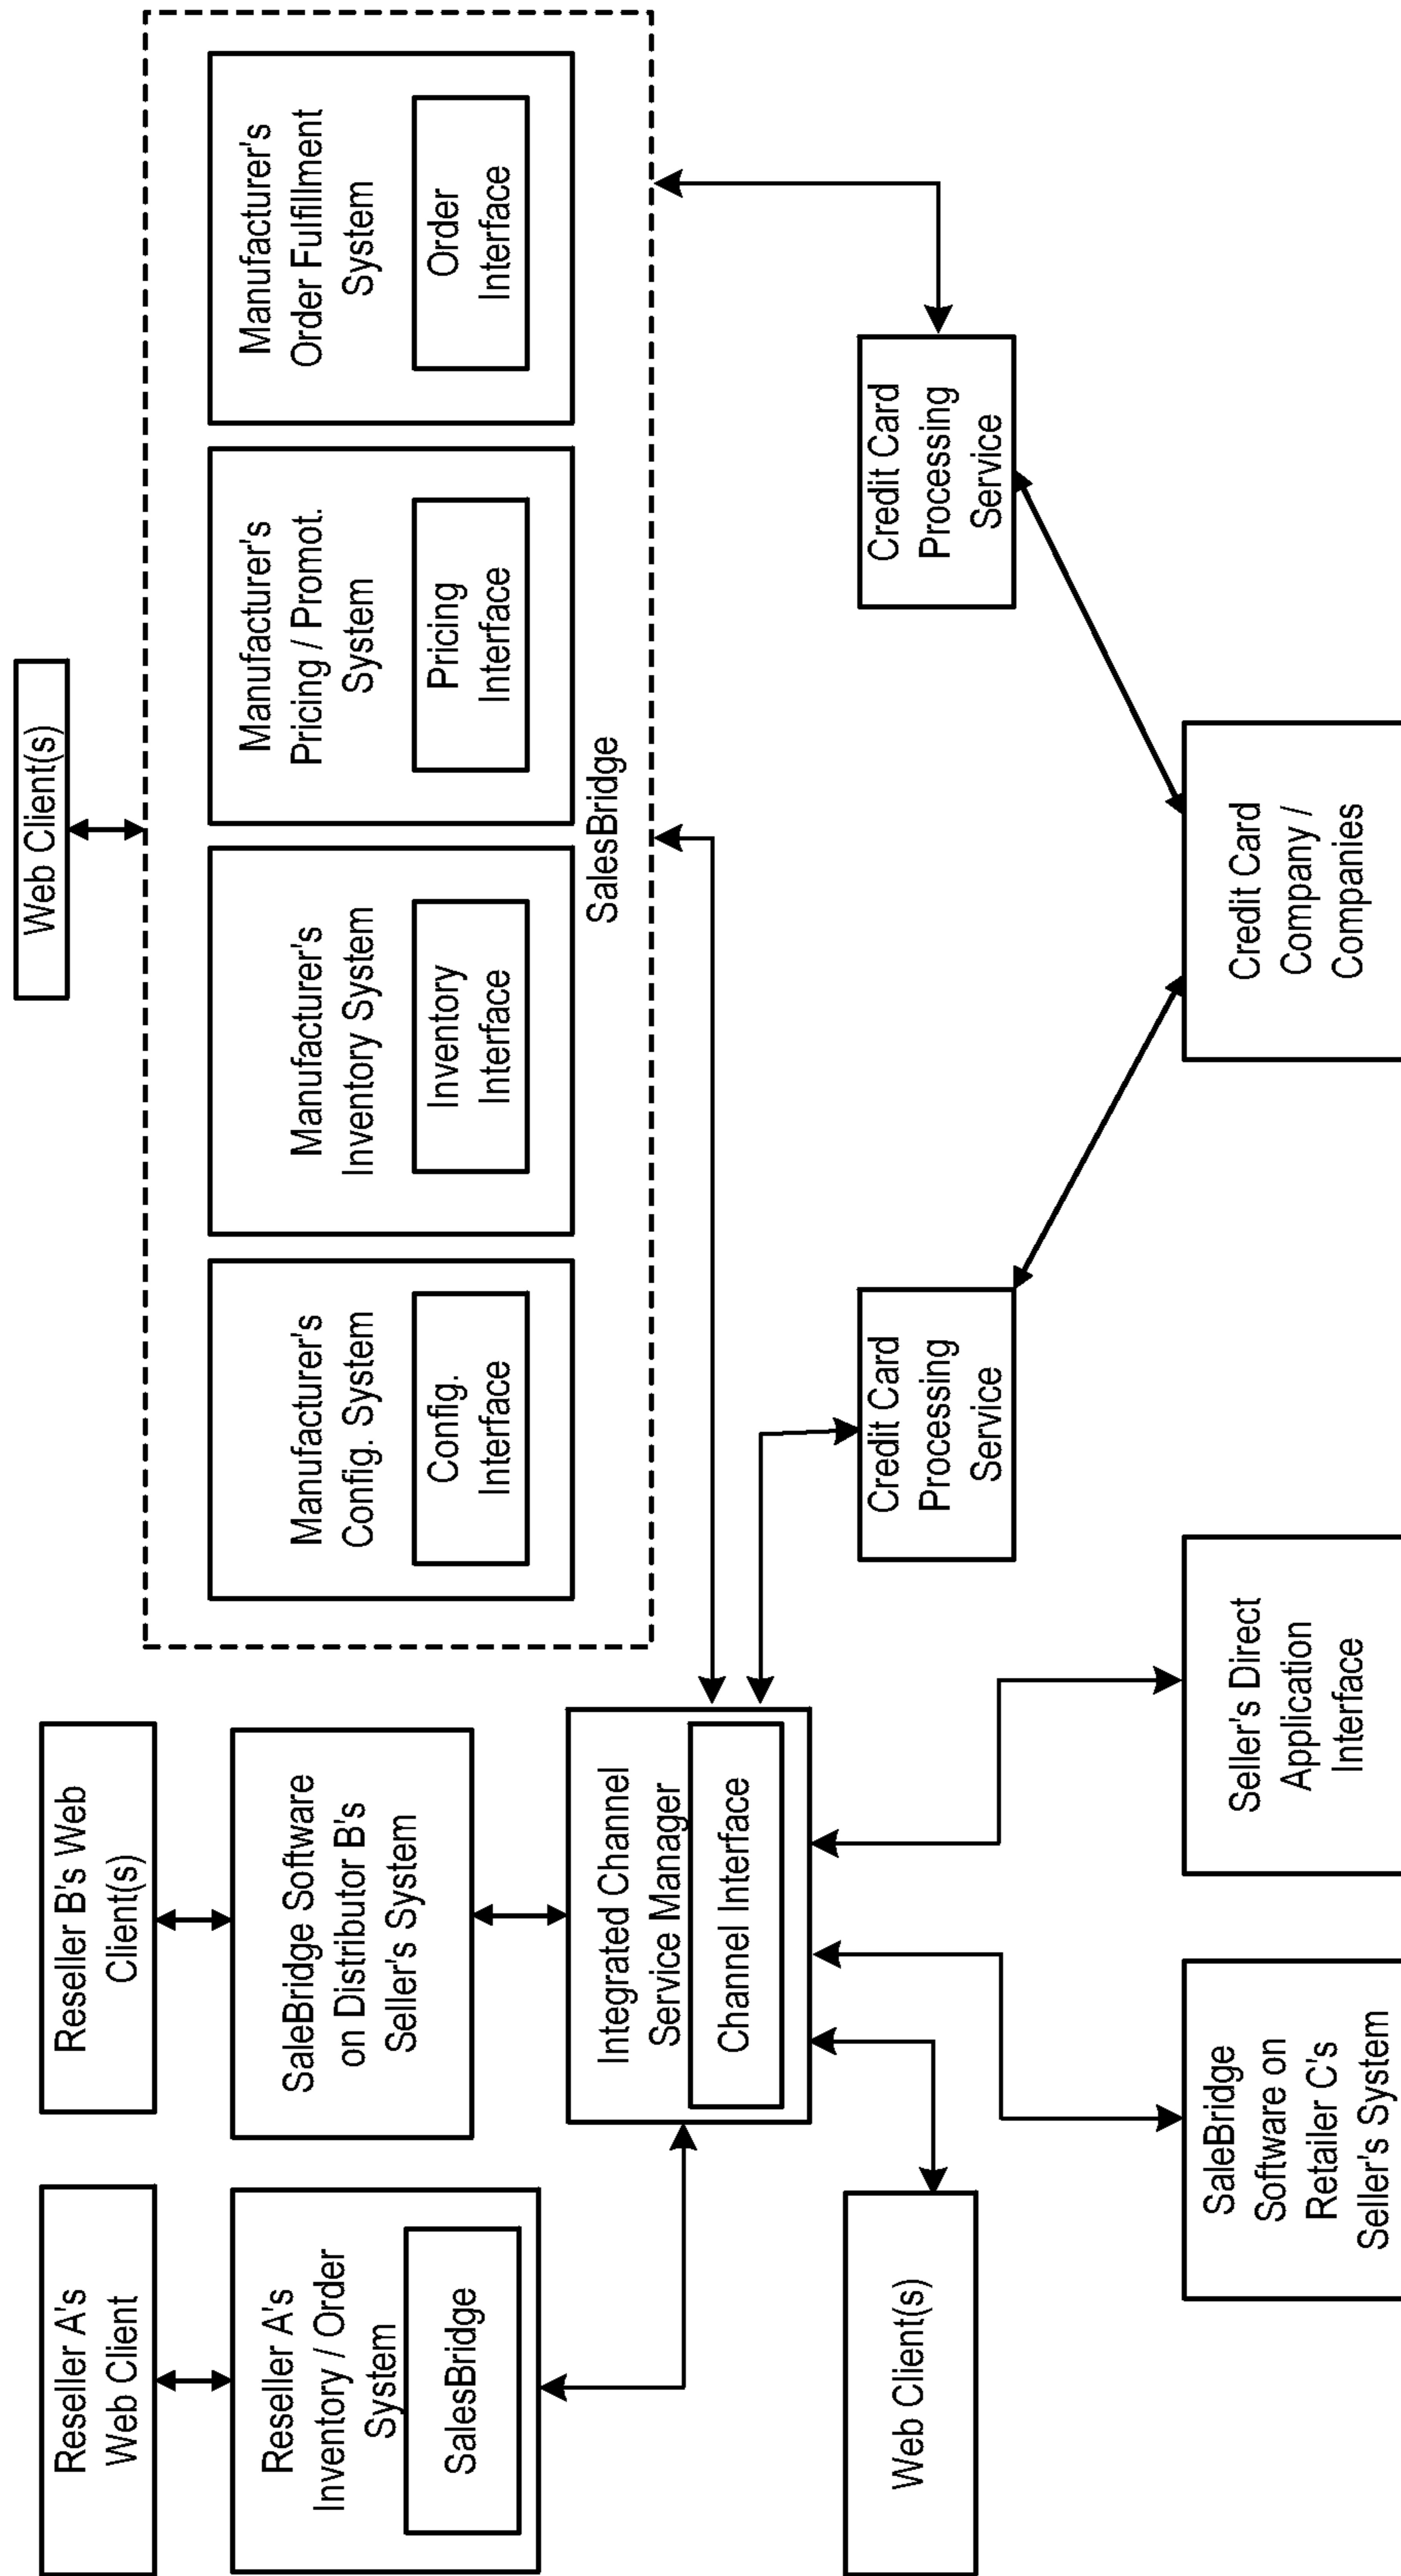 Reseller A's
Web Client
Reseller B's Web
Client(s)
Web Client(s)
Reseller A's
Inventory / Order
System
SalesBridge
SaleBridge Software
on Distributor B's
Seller's System
Manufacturer's
Config. System
Config.
Interface
Manufacturer's
Inventory System
Inventory
Interface
Manufacturer's
Pricing / Promot.
System
Pricing
Interface
Manufacturer's
Order Fulfillment
System
Order
Interface
SalesBridge
Integrated Channel
Service Manager
Channel Interface
Web Client(s)
Credit Card
Processing
Service
Credit Card
Processing
Service
SaleBridge
Software on
Retailer C's
Seller's System
Seller's Direct
Application
Interface
Credit Card
Company /
Companies